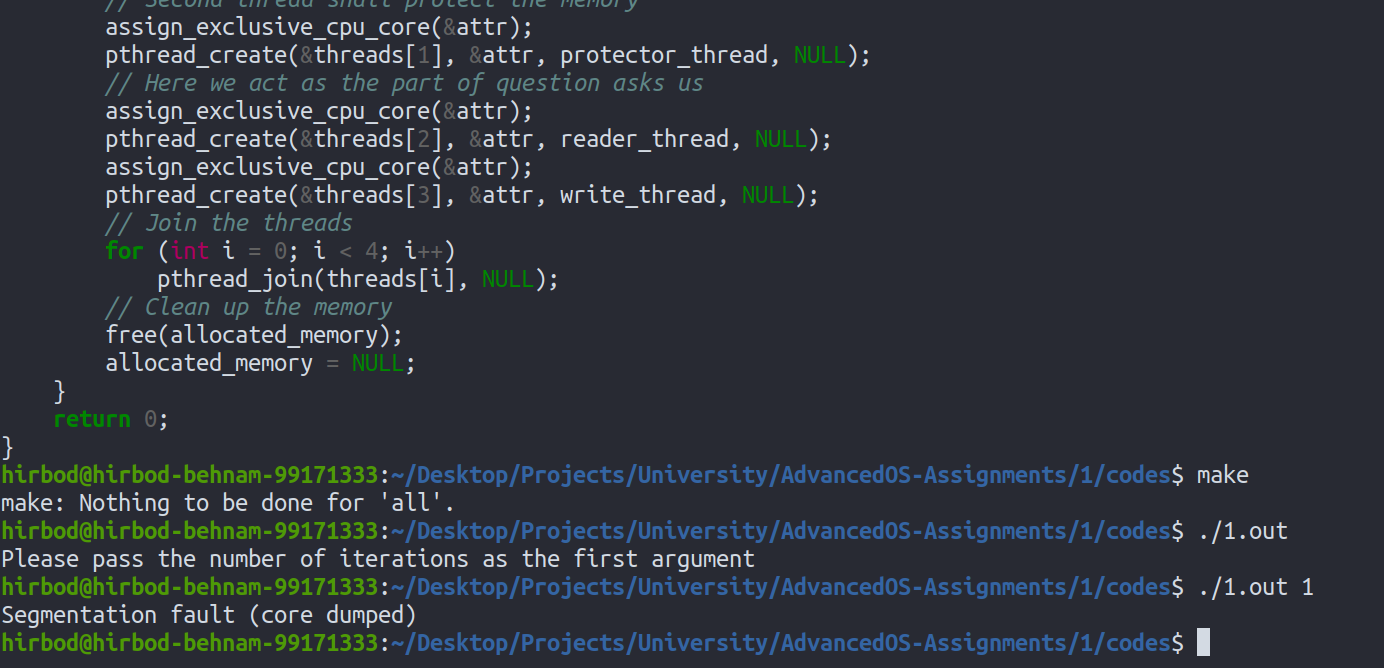 // Second thread shall protect the memory
assign_exclusive_cpu_core(&attr);
pthread_create(&threads[1], &attr, protector_thread, NULL);
// Here we act as the part of question asks us
assign_exclusive_cpu_core(&attr);
pthread_create(&threads[2], &attr, reader_thread, NULL);
assign_exclusive_cpu_core(&attr);
pthread_create(&threads[3], &attr, write_thread, NULL);
// Join the threads
for (int i = 0; i < 4; i++)
pthread_join(threads[i], NULL);
// Clean up the memory
free(allocated_memory);
allocated_memory = NULL;
}
return 0;
}
hirbod@hirbod-behnam-99171333:~/Desktop/Projects/University/AdvancedOS-Assignments/1/codes$ make
make: Nothing to be done for 'all'.
hirbod@hirbod-behnam-99171333:~/Desktop/Projects/University/AdvancedOS-Assignments/1/codes$ ./1.out
Please pass the number of iterations as the first argument
hirbod@hirbod-behnam-99171333:~/Desktop/Projects/University/AdvancedOS-Assignments/1/codes$ ./1.out 1
Segmentation fault (core dumped)
hirbod@hirbod-behnam-99171333:~/Desktop/Projects/University/AdvancedOS-Assignments/1/codes$